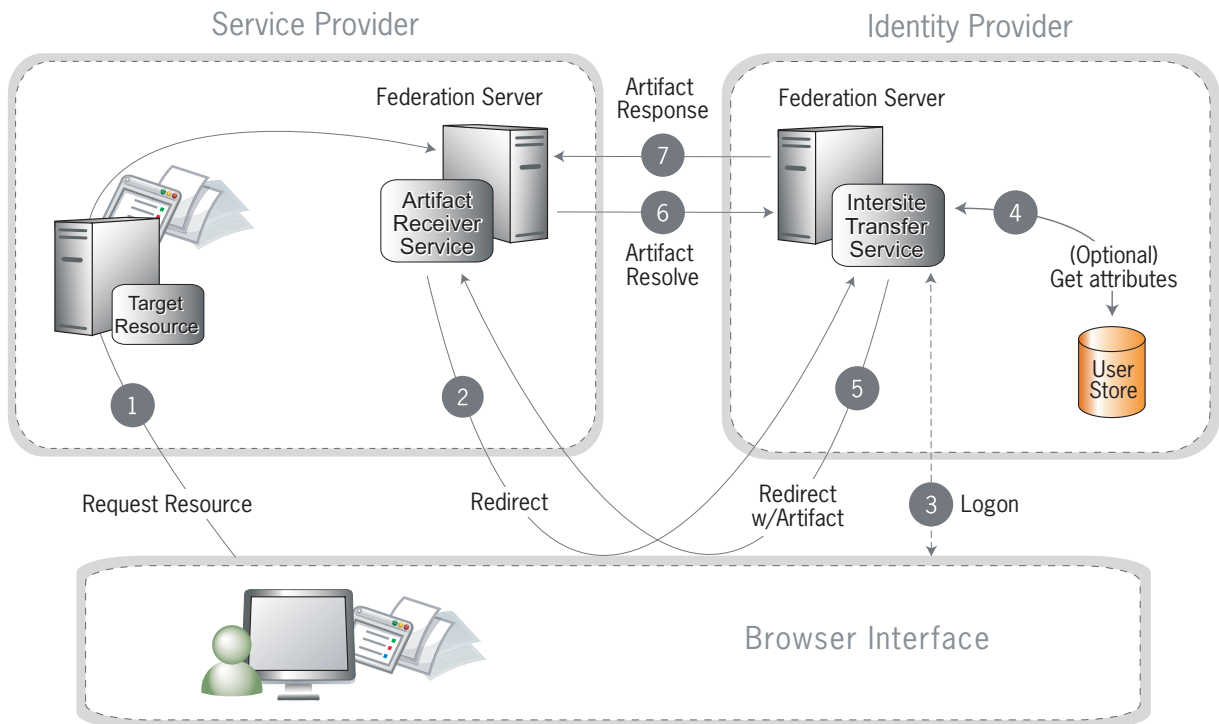 Service Provider
Identity Provider
Federation Server
Artifact
Response
Federation Server
7
Artifact
Receiver
Service
6
Artifact
Resolve
Intersite
Transfer
Service
4
(Optional)
Get attributes
Target
Resource
User
Store
1
2
5
Request Resource
Redirect
Redirect
w/Artifact
3
Logon
Browser Interface